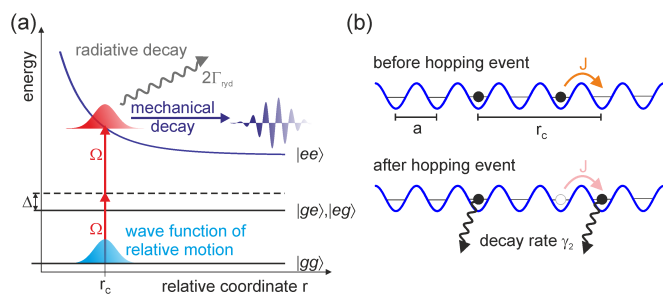 (a)
energy
radiative decay
2Γryd
mechanical
decay
Ω
|ee⟩
Δ
|ge⟩,|eg⟩
Ω
wave function of
relative motion
|gg⟩
rc
relative coordinate r
(b)
before hopping event
J
a
rc
after hopping event
J
decay rate γ2